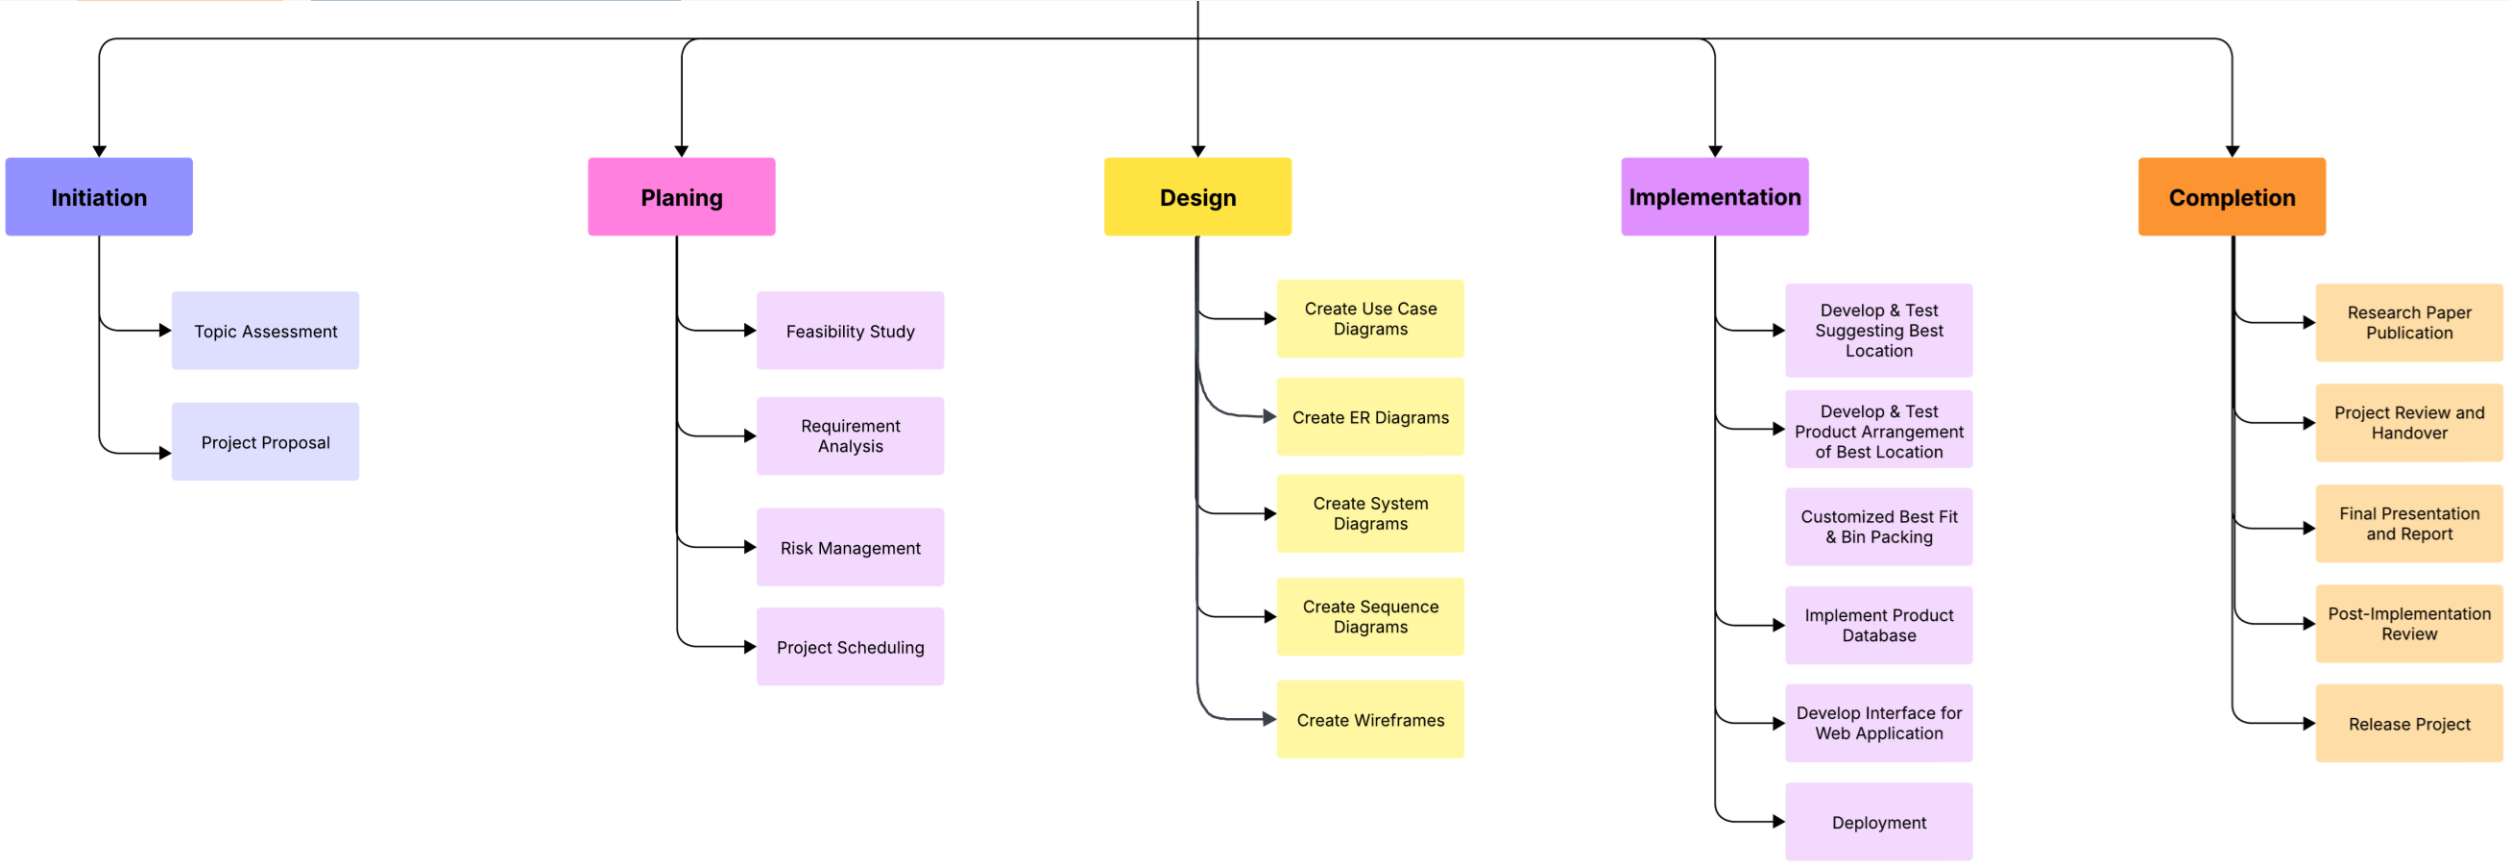 Initiation
Planing
Design
Implementation
Completion
Topic Assessment
Project Proposal
Feasibility Study
Requirement
Analysis
Risk Management
Project Scheduling
Create Use Case
Diagrams
Create ER Diagrams
Create System
Diagrams
Create Sequence
Diagrams
Create Wireframes
Develop & Test
Suggesting Best
Location
Develop & Test
Product Arrangement
of Best Location
Customized Best Fit
& Bin Packing
Implement Product
Database
Develop Interface for
Web Application
Deployment
Research Paper
Publication
Project Review and
Handover
Final Presentation
and Report
Post-Implementation
Review
Release Project